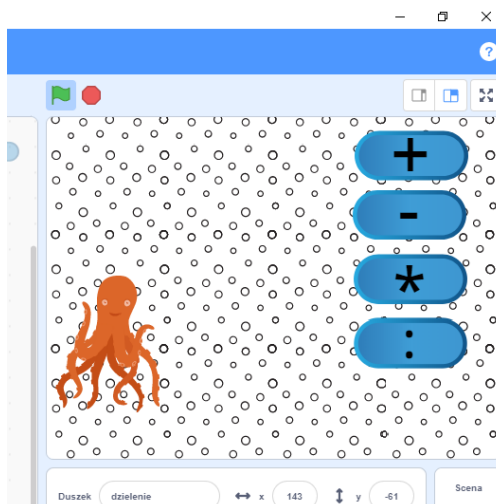 ?
+
-
*
:
Duszek dzielenie x 143 y -61
Scena